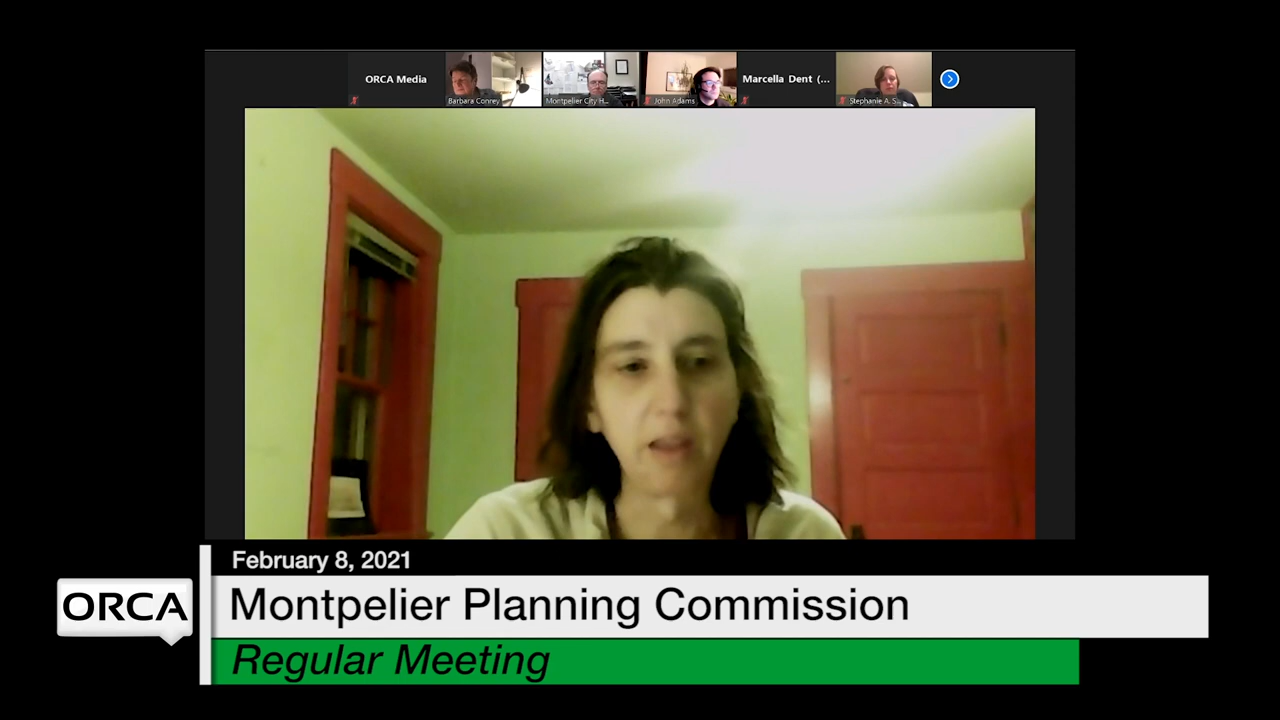 ORCA Media
Barbara Conrey
Montpelier City H...
John Adams
Marcella Dent (...
Stephanie A. S...
February 8, 2021
Montpelier Planning Commission
ORCA
Regular Meeting